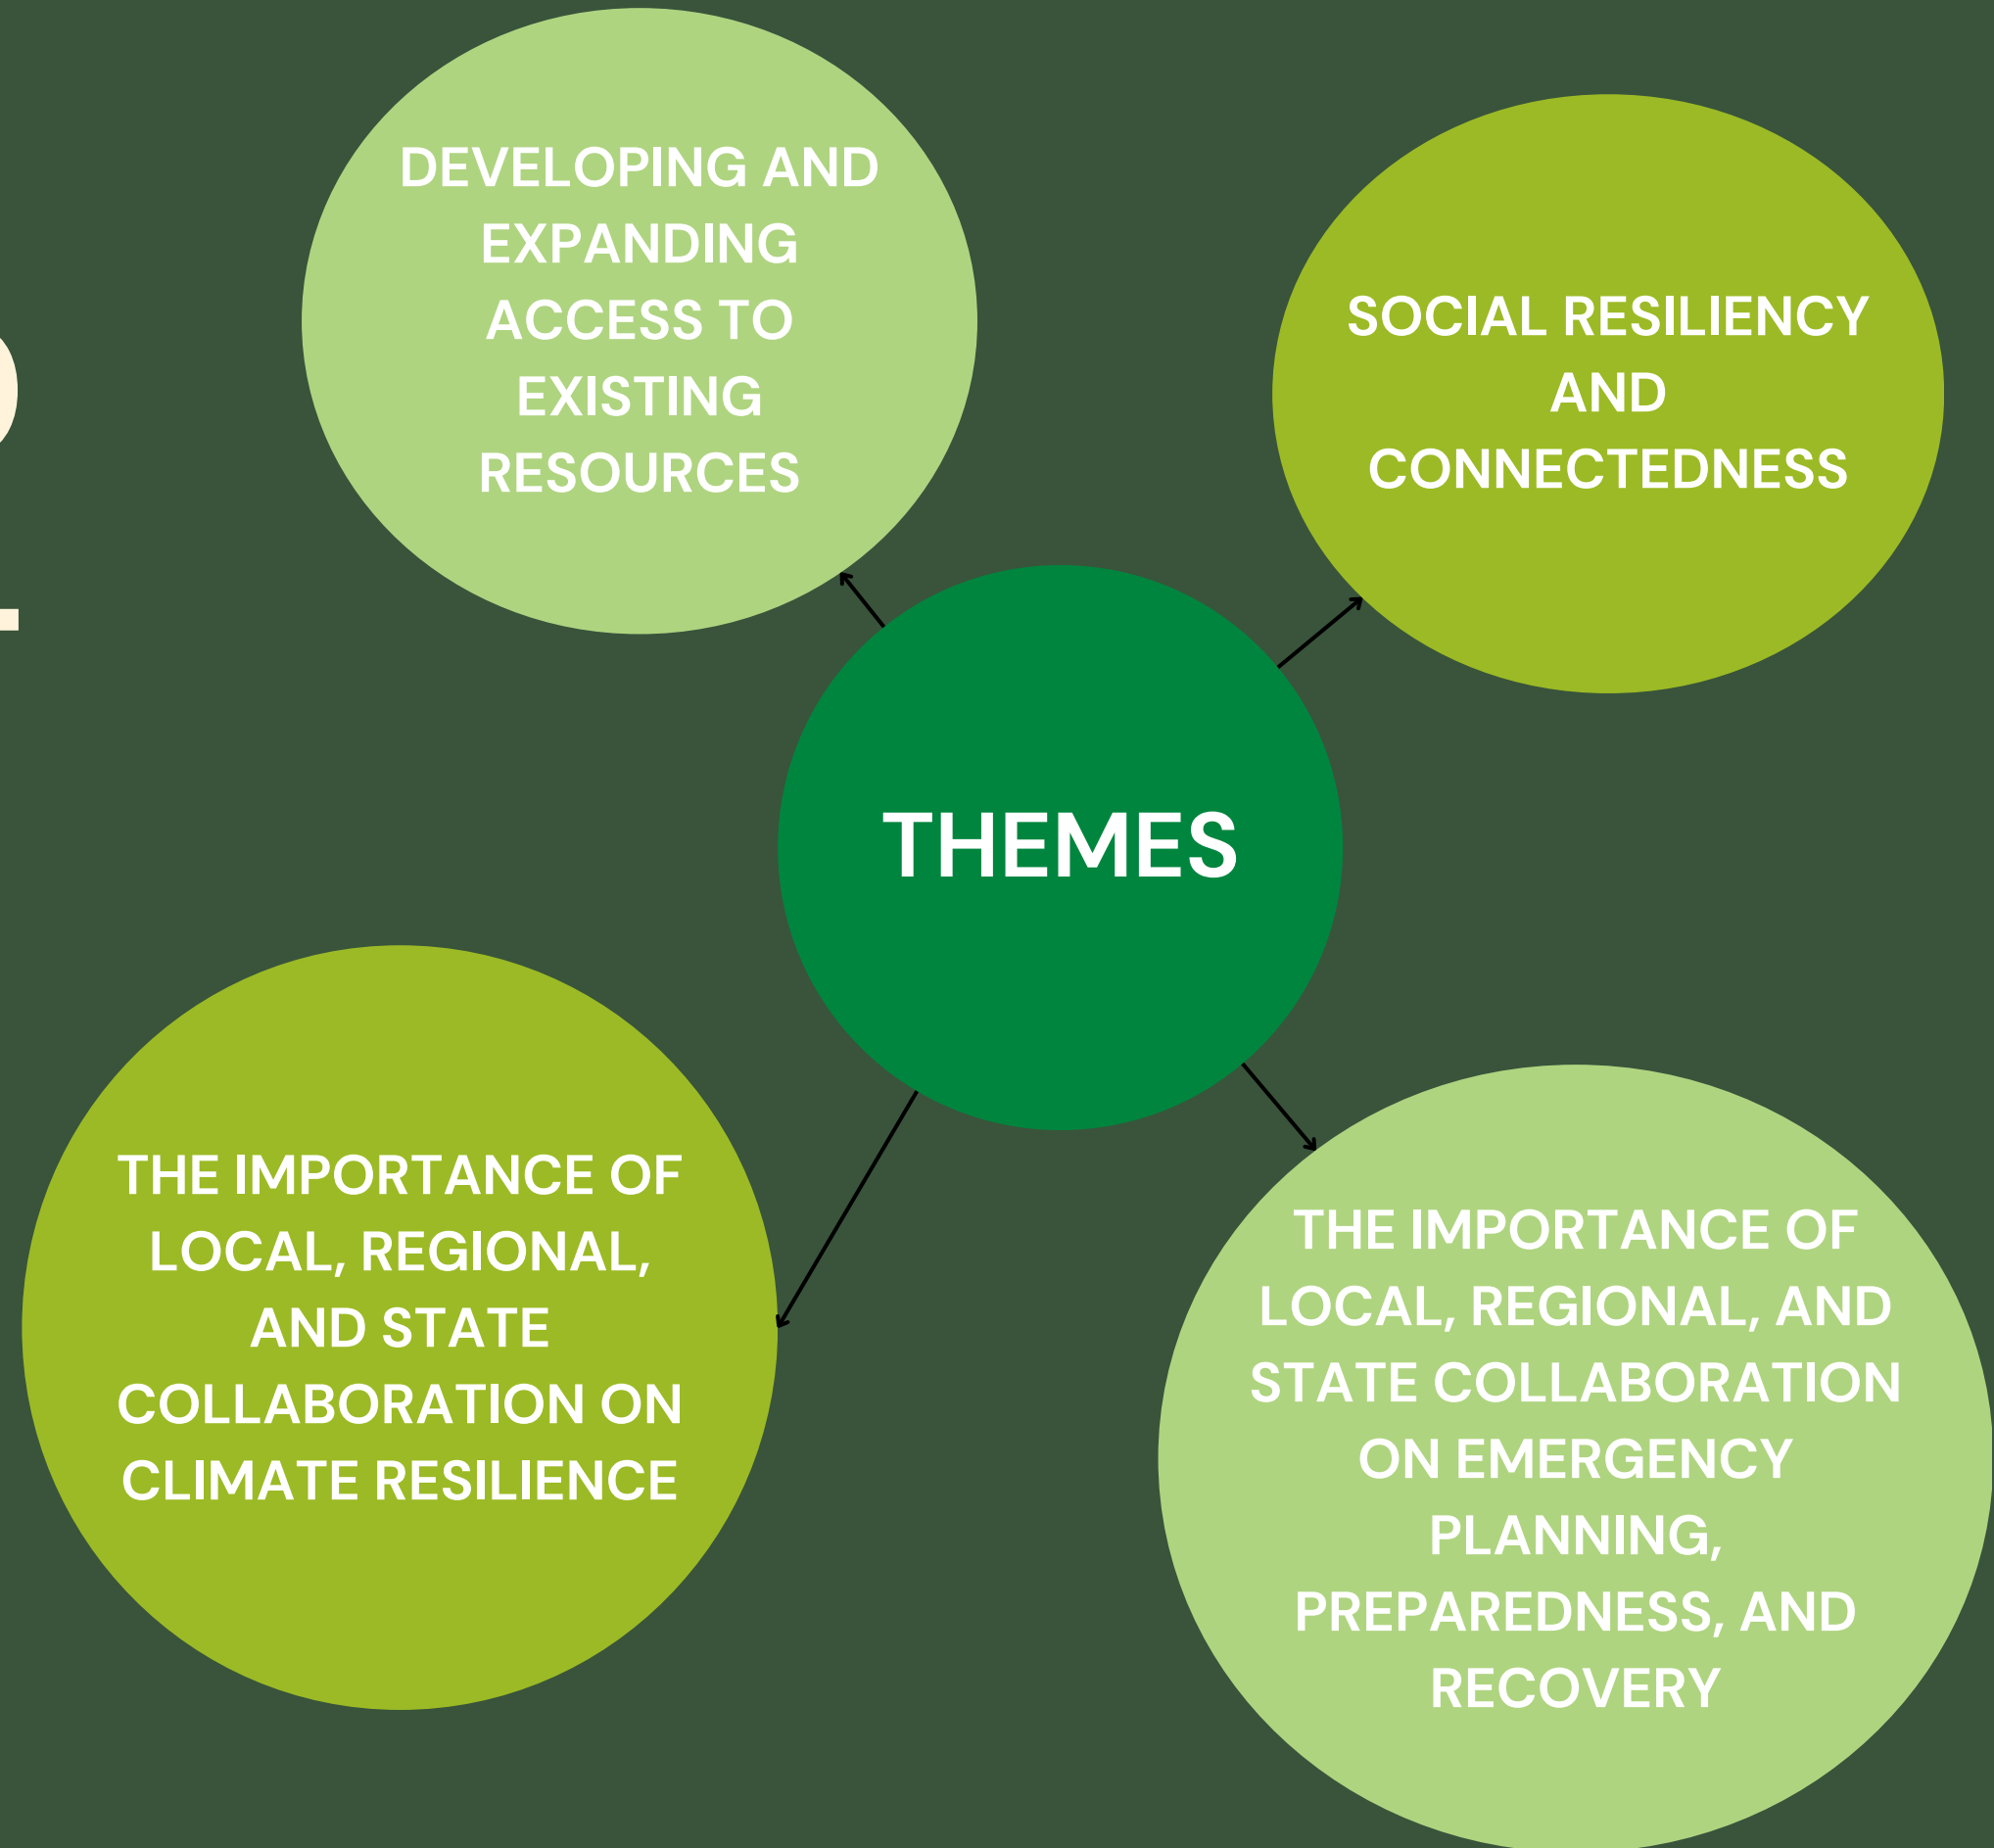 DEVELOPING AND
EXPANDING
ACCESS TO
EXISTING
RESOURCES
SOCIAL RESILIENCY
AND
CONNECTEDNESS
THEMES
THE IMPORTANCE OF
LOCAL, REGIONAL,
AND STATE
COLLABORATION ON
CLIMATE RESILIENCE
THE IMPORTANCE OF
LOCAL, REGIONAL, AND
STATE COLLABORATION
ON EMERGENCY
PLANNING,
PREPAREDNESS, AND
RECOVERY